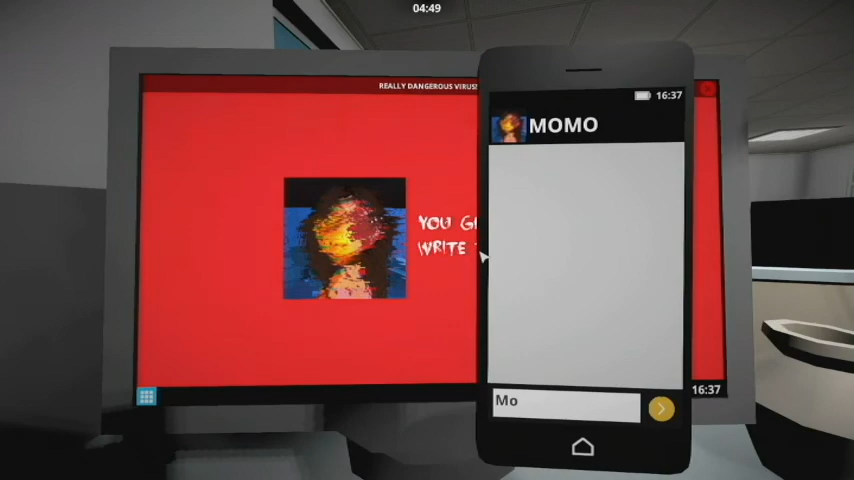 04:49
REALLY DANGEROUS VIRUS!
YOU G
WRITE
16:37
MOMO
Mo
16:37